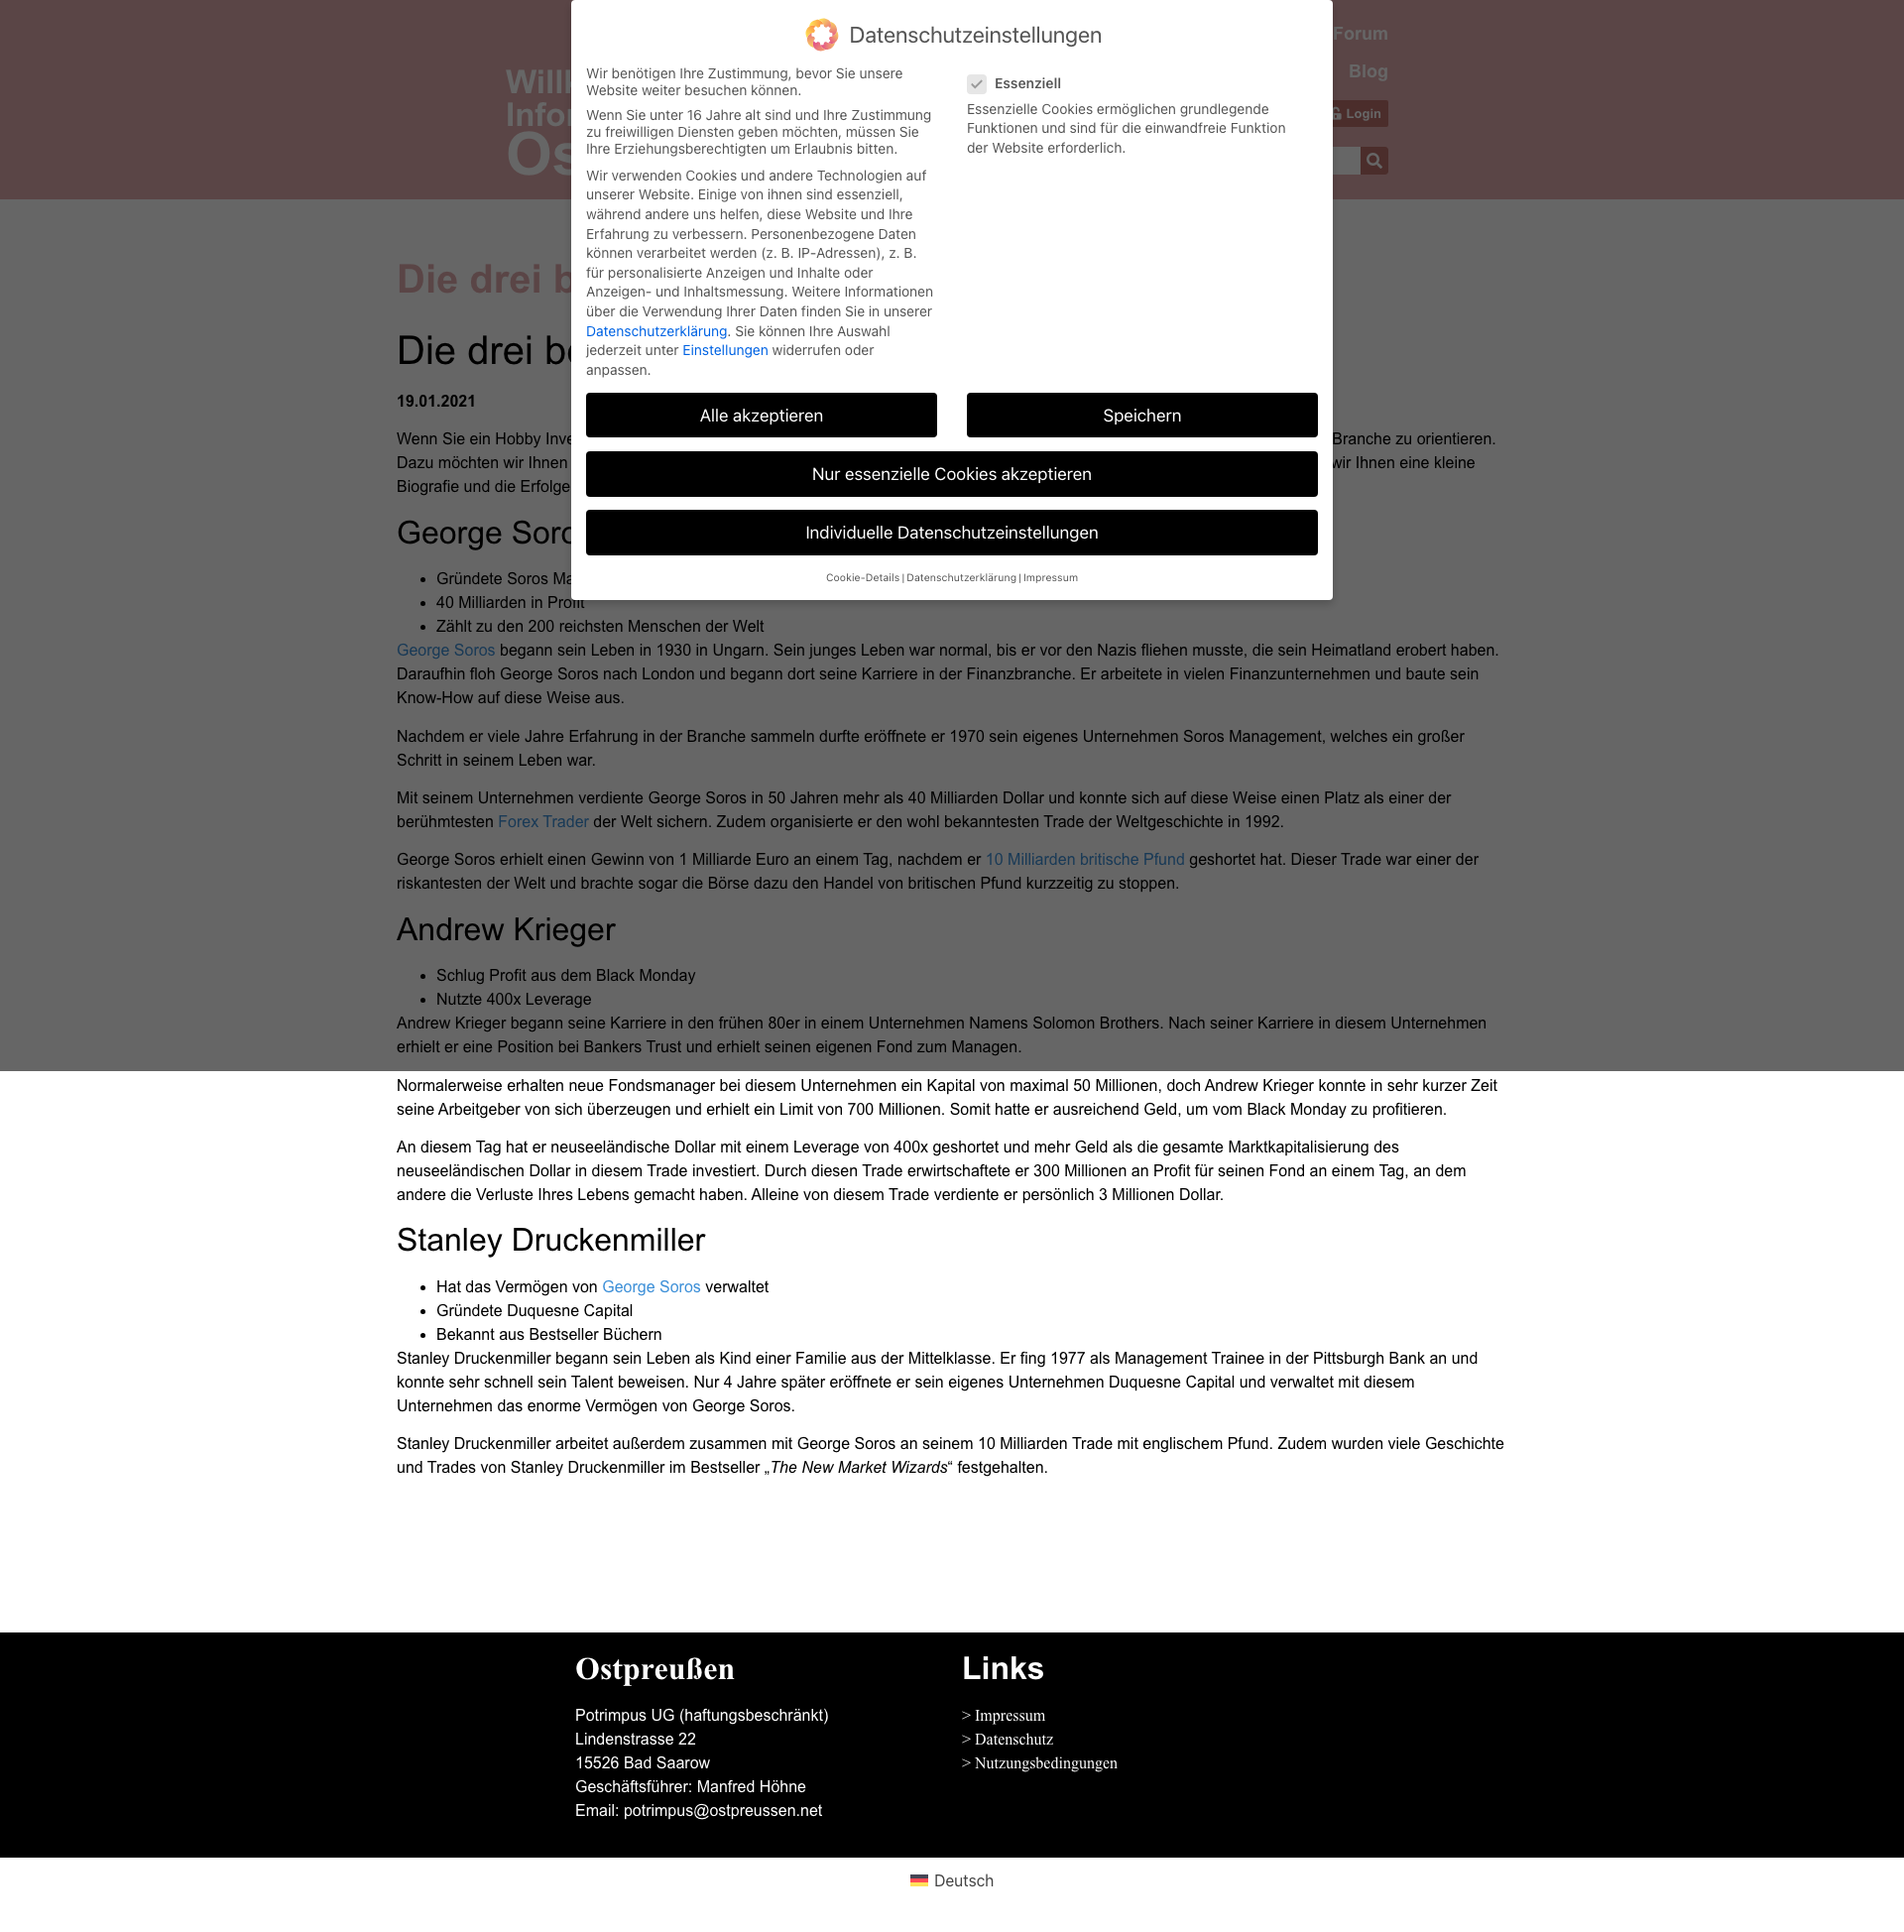 Datenschutzeinstellungen
Wir benötigen Ihre Zustimmung, bevor Sie unsere
Website weiter besuchen können.
Wenn Sie unter 16 Jahre alt sind und Ihre Zustimmung
zu freiwilligen Diensten geben möchten, müssen Sie
Ihre Erziehungsberechtigten um Erlaubnis bitten.
Wir verwenden Cookies und andere Technologien auf
unserer Website. Einige von ihnen sind essenziell,
während andere uns helfen, diese Website und Ihre
Erfahrung zu verbessern. Personenbezogene Daten
können verarbeitet werden (z. B. IP-Adressen), z. B.
für personalisierte Anzeigen und Inhalte oder
Anzeigen- und Inhaltsmessung. Weitere Informationen
über die Verwendung Ihrer Daten finden Sie in unserer
Datenschutzerklärung. Sie können Ihre Auswahl
jederzeit unter Einstellungen widerrufen oder
anpassen.
Essenziell
Essenzielle Cookies ermöglichen grundlegende
Funktionen und sind für die einwandfreie Funktion
der Website erforderlich.
Alle akzeptieren
Speichern
Nur essenzielle Cookies akzeptieren
Individuelle Datenschutzeinstellungen
Cookie-Details | Datenschutzerklärung | Impressum
Forum
Blog
Login
Die drei
Die drei
19.01.2021
Wenn Sie ein Hobby Branche zu orientieren.
Dazu möchten wir Ihnen wir Ihnen eine kleine
Biografie und die Erfolge
George
Gründete Soros
40 Milliarden in Profit
Zählt zu den 200 reichsten Menschen der Welt
George Soros begann sein Leben in 1930 in Ungarn. Sein junges Leben war normal, bis er vor den Nazis fliehen musste, die sein Heimatland erobert haben.
Daraufhin floh George Soros nach London und begann dort seine Karriere in der Finanzbranche. Er arbeitete in vielen Finanzunternehmen und baute sein
Know-How auf diese Weise aus.
Nachdem er viele Jahre Erfahrung in der Branche sammeln durfte eröffnete er 1970 sein eigenes Unternehmen Soros Management, welches ein großer
Schritt in seinem Leben war.
Mit seinem Unternehmen verdiente George Soros in 50 Jahren mehr als 40 Milliarden Dollar und konnte sich auf diese Weise einen Platz als einer der
berühmtesten Forex Trader der Welt sichern. Zudem organisierte er den wohl bekanntesten Trade der Weltgeschichte in 1992.
George Soros erhielt einen Gewinn von 1 Milliarde Euro an einem Tag, nachdem er 10 Milliarden britische Pfund geshortet hat. Dieser Trade war einer der
riskantesten der Welt und brachte sogar die Börse dazu den Handel von britischen Pfund kurzzeitig zu stoppen.
Andrew Krieger
Schlug Profit aus dem Black Monday
Nutzte 400x Leverage
Andrew Krieger begann seine Karriere in den frühen 80er in einem Unternehmen Namens Solomon Brothers. Nach seiner Karriere in diesem Unternehmen
erhielt er eine Position bei Bankers Trust und erhielt seinen eigenen Fond zum Managen.
Normalerweise erhalten neue Fondsmanager bei diesem Unternehmen ein Kapital von maximal 50 Millionen, doch Andrew Krieger konnte in sehr kurzer Zeit
seine Arbeitgeber von sich überzeugen und erhielt ein Limit von 700 Millionen. Somit hatte er ausreichend Geld, um vom Black Monday zu profitieren.
An diesem Tag hat er neuseeländische Dollar mit einem Leverage von 400x geshortet und mehr Geld als die gesamte Marktkapitalisierung des
neuseeländischen Dollar in diesem Trade investiert. Durch diesen Trade erwirtschaftete er 300 Millionen an Profit für seinen Fond an einem Tag, an dem
andere die Verluste Ihres Lebens gemacht haben. Alleine von diesem Trade verdiente er persönlich 3 Millionen Dollar.
Stanley Druckenmiller
Hat das Vermögen von George Soros verwaltet
Gründete Duquesne Capital
Bekannt aus Bestseller Büchern
Stanley Druckenmiller begann sein Leben als Kind einer Familie aus der Mittelklasse. Er fing 1977 als Management Trainee in der Pittsburgh Bank an und
konnte sehr schnell sein Talent beweisen. Nur 4 Jahre später eröffnete er sein eigenes Unternehmen Duquesne Capital und verwaltet mit diesem
Unternehmen das enorme Vermögen von George Soros.
Stanley Druckenmiller arbeitet außerdem zusammen mit George Soros an seinem 10 Milliarden Trade mit englischem Pfund. Zudem wurden viele Geschichte
und Trades von Stanley Druckenmiller im Bestseller „The New Market Wizards“ festgehalten.
Ostpreußen
Potrimpus UG (haftungsbeschränkt)
Lindenstrasse 22
15526 Bad Saarow
Geschäftsführer: Manfred Höhne
Email: potrimpus@ostpreussen.net
Links
> Impressum
> Datenschutz
> Nutzungsbedingungen
Deutsch